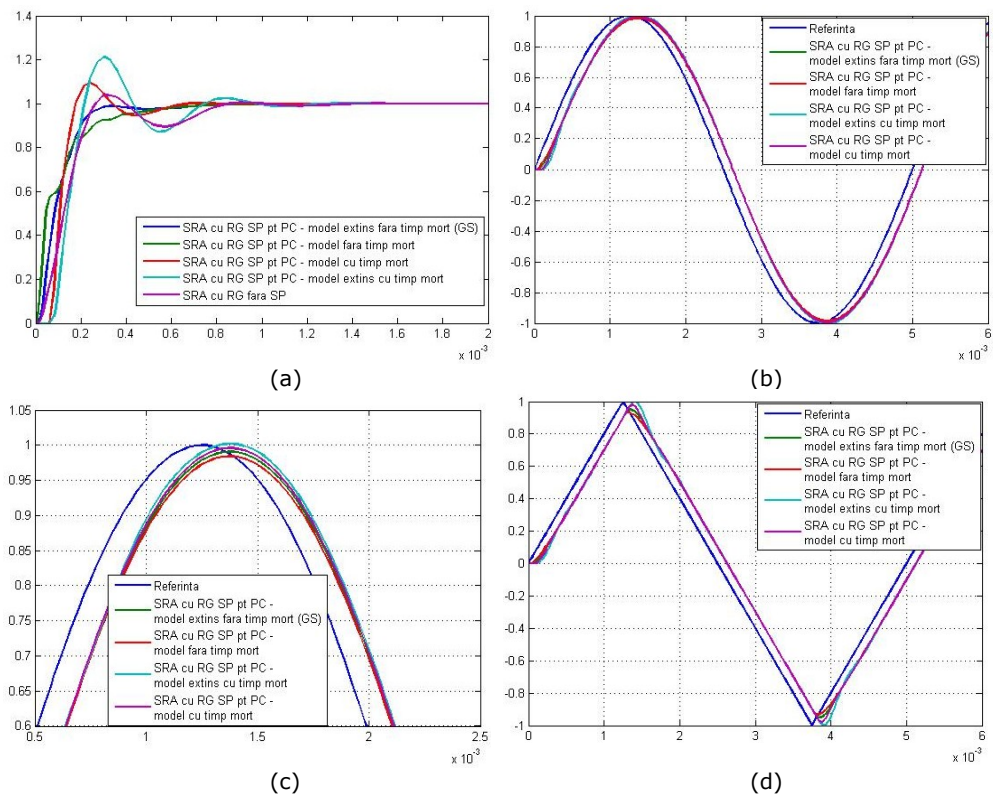 1.4
1.2
1
0.8
0.6
0.4
0.2
0
0 0.2 0.4 0.6 0.8 1 1.2 1.4 1.6 1.8 2
x 10⁻³
SRA cu RG SP pt PC - model extins fara timp mort (GS)
SRA cu RG SP pt PC - model fara timp mort
SRA cu RG SP pt PC - model cu timp mort
SRA cu RG SP pt PC - model extins cu timp mort
SRA cu RG fara SP
(a)
1
0.8
0.6
0.4
0.2
0
-0.2
-0.4
-0.6
-0.8
-1
0 1 2 3 4 5 6
x 10⁻³
Referinta
SRA cu RG SP pt PC -
model extins fara timp mort (GS)
SRA cu RG SP pt PC -
model fara timp mort
SRA cu RG SP pt PC -
model extins cu timp mort
SRA cu RG SP pt PC -
model cu timp mort
(b)
1.05
1
0.95
0.9
0.85
0.8
0.75
0.7
0.65
0.6
0.5 1 1.5 2 2.5
x 10⁻³
Referinta
SRA cu RG SP pt PC -
model extins fara timp mort (GS)
SRA cu RG SP pt PC -
model fara timp mort
SRA cu RG SP pt PC -
model extins cu timp mort
SRA cu RG SP pt PC -
model cu timp mort
(c)
1
0.8
0.6
0.4
0.2
0
-0.2
-0.4
-0.6
-0.8
-1
0 1 2 3 4 5 6
x 10⁻³
Referinta
SRA cu RG SP pt PC -
model extins fara timp mort (GS)
SRA cu RG SP pt PC -
model fara timp mort
SRA cu RG SP pt PC -
model extins cu timp mort
SRA cu RG SP pt PC -
model cu timp mort
(d)